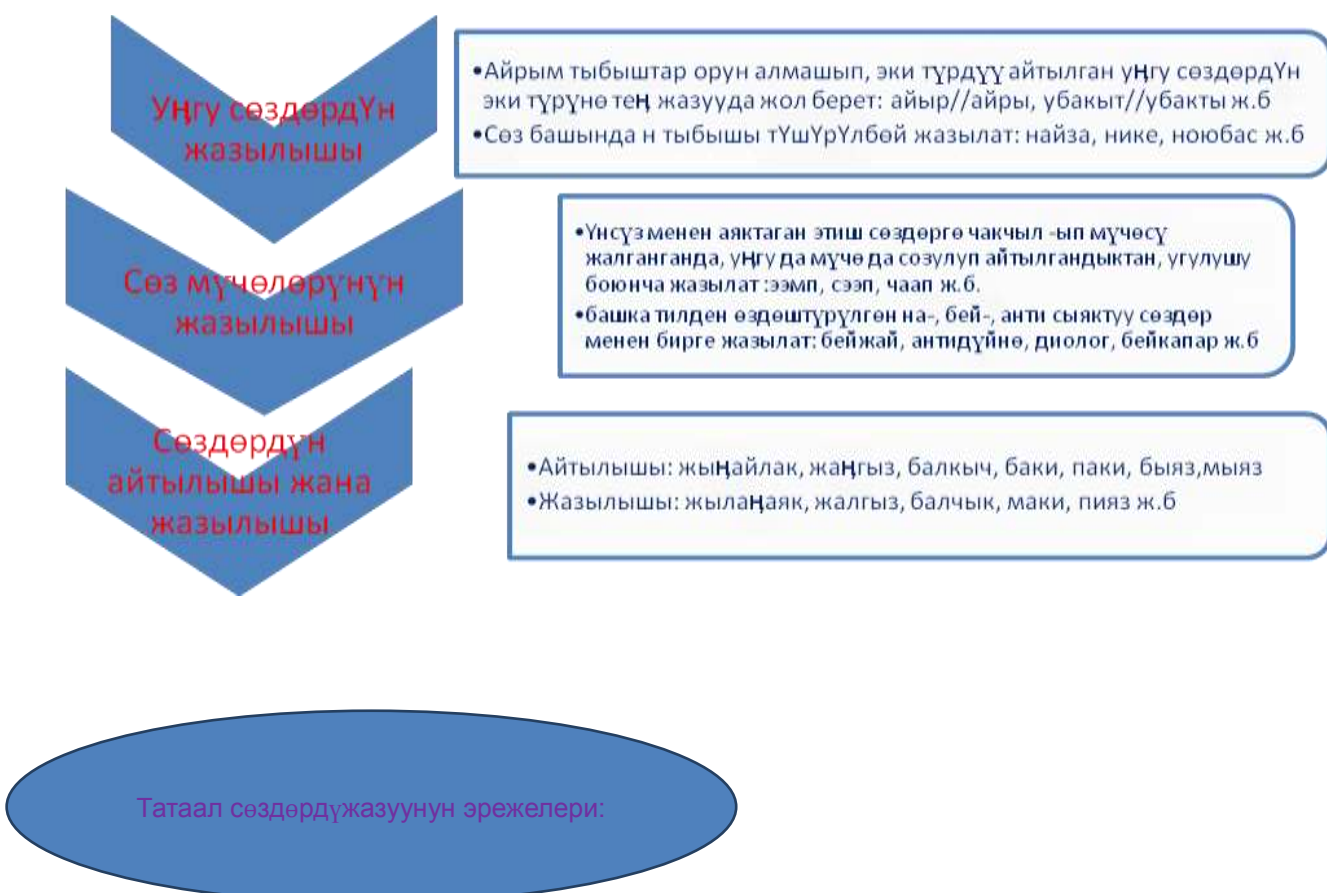 Уңгу сөздөрдҮн
жазылышы
•Айрым тыбыштар орун алмашып, эки түрдүү айтылган уңгу сөздөрдҮн
эки түрүнө тең жазууда жол берет: айыр//айры, убакыт//убакты ж.б
•Сөз башында н тыбышы тҮшҮрҮлбөй жазылат: найза, нике, ноюбас ж.б
Сөз мүчөлөрүнүн
жазылышы
•Үнсүз менен аяктаган этиш сөздөргө чакчыл -ып мүчөсү
жалганганда, уңгу да мүчө да созулуп айтылгандыктан, угулушу
боюнча жазылат :ээмп, сээп, чаап ж.б.
•башка тилден өздөштүрүлгөн на-, бей-, анти сыяктуу сөздөр
менен бирге жазылат: бейжай, антидүйнө, диолог, бейкапар ж.б
Сөздөрдүн
айтылышы жана
жазылышы
•Айтылышы: жыңайлак, жаңгыз, балкыч, баки, паки, быяз,мыяз
•Жазылышы: жылаңаяк, жалгыз, балчык, маки, пияз ж.б
Татаал сөздөрдүжазуунун эрежелери: